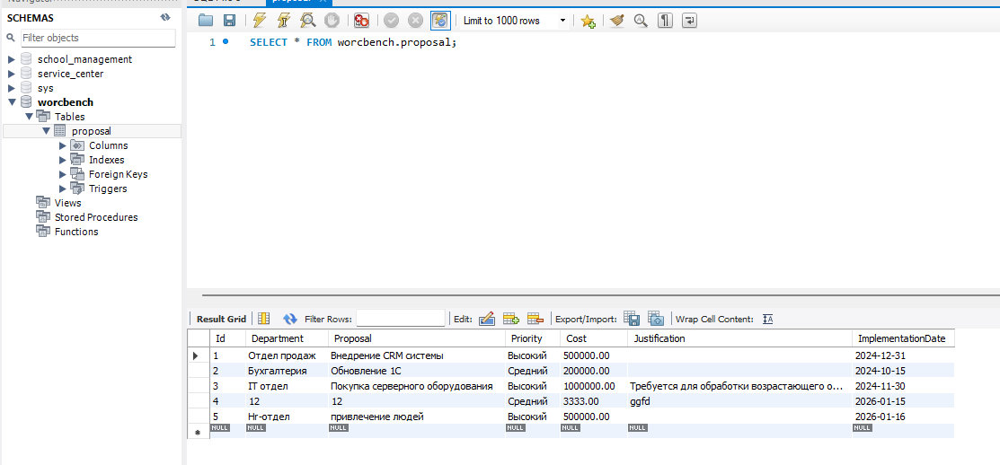 SCHEMAS
Filter objects
school_management
service_center
sys
worcbench
Tables
proposal
Columns
Indexes
Foreign Keys
Triggers
Views
Stored Procedures
Functions
Limit to 1000 rows
1 SELECT * FROM worcbench.proposal;
Result Grid Filter Rows: Edit: Export/Import: Wrap Cell Content:
Id Department Proposal Priority Cost Justification ImplementationDate
1 Отдел продаж Внедрение CRM системы Высокий 500000.00 2024-12-31
2 Бухгалтерия Обновление 1С Средний 200000.00 2024-10-15
3 IT отдел Покупка серверного оборудования Высокий 1000000.00 Требуется для обработки возрастающего о... 2024-11-30
4 12 12 Средний 3333.00 ggfd 2026-01-15
5 Hr-отдел привлечение людей Высокий 500000.00 2026-01-16
NULL NULL NULL NULL NULL NULL NULL